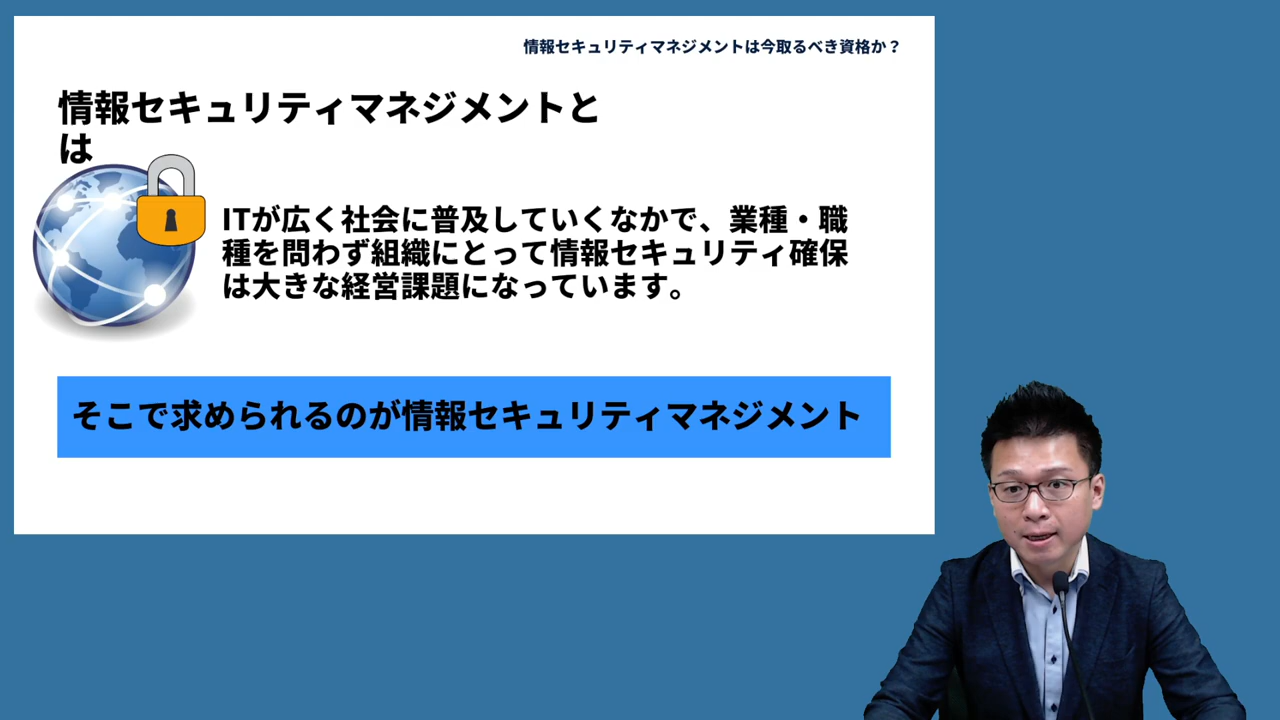 情報セキュリティマネジメントは今取るべき資格か？
情報セキュリティマネジメントと
は
ITが広く社会に普及していくなかで、業種・職
種を問わず組織にとって情報セキュリティ確保
は大きな経営課題になっています。
そこで求められるのが情報セキュリティマネジメント